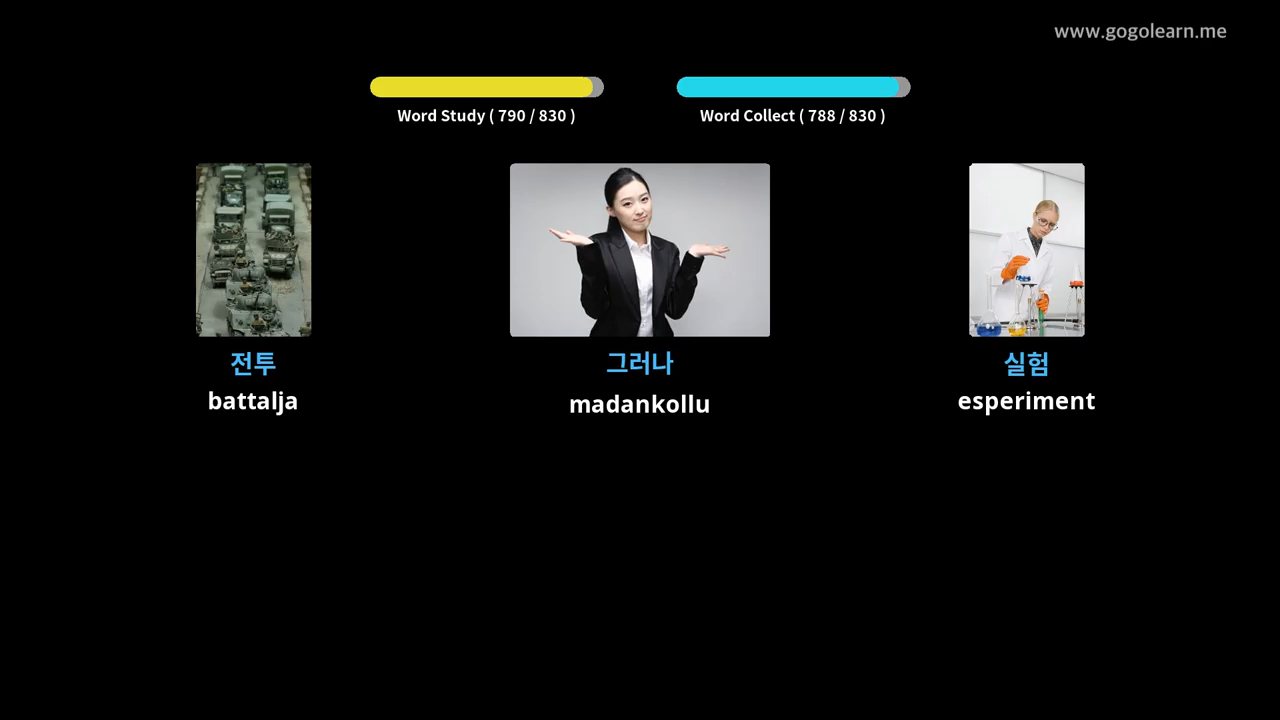 www.gogolearn.me
Word Study ( 790 / 830 )
Word Collect ( 788 / 830 )
전투
battalja
그러나
madankollu
실험
esperiment